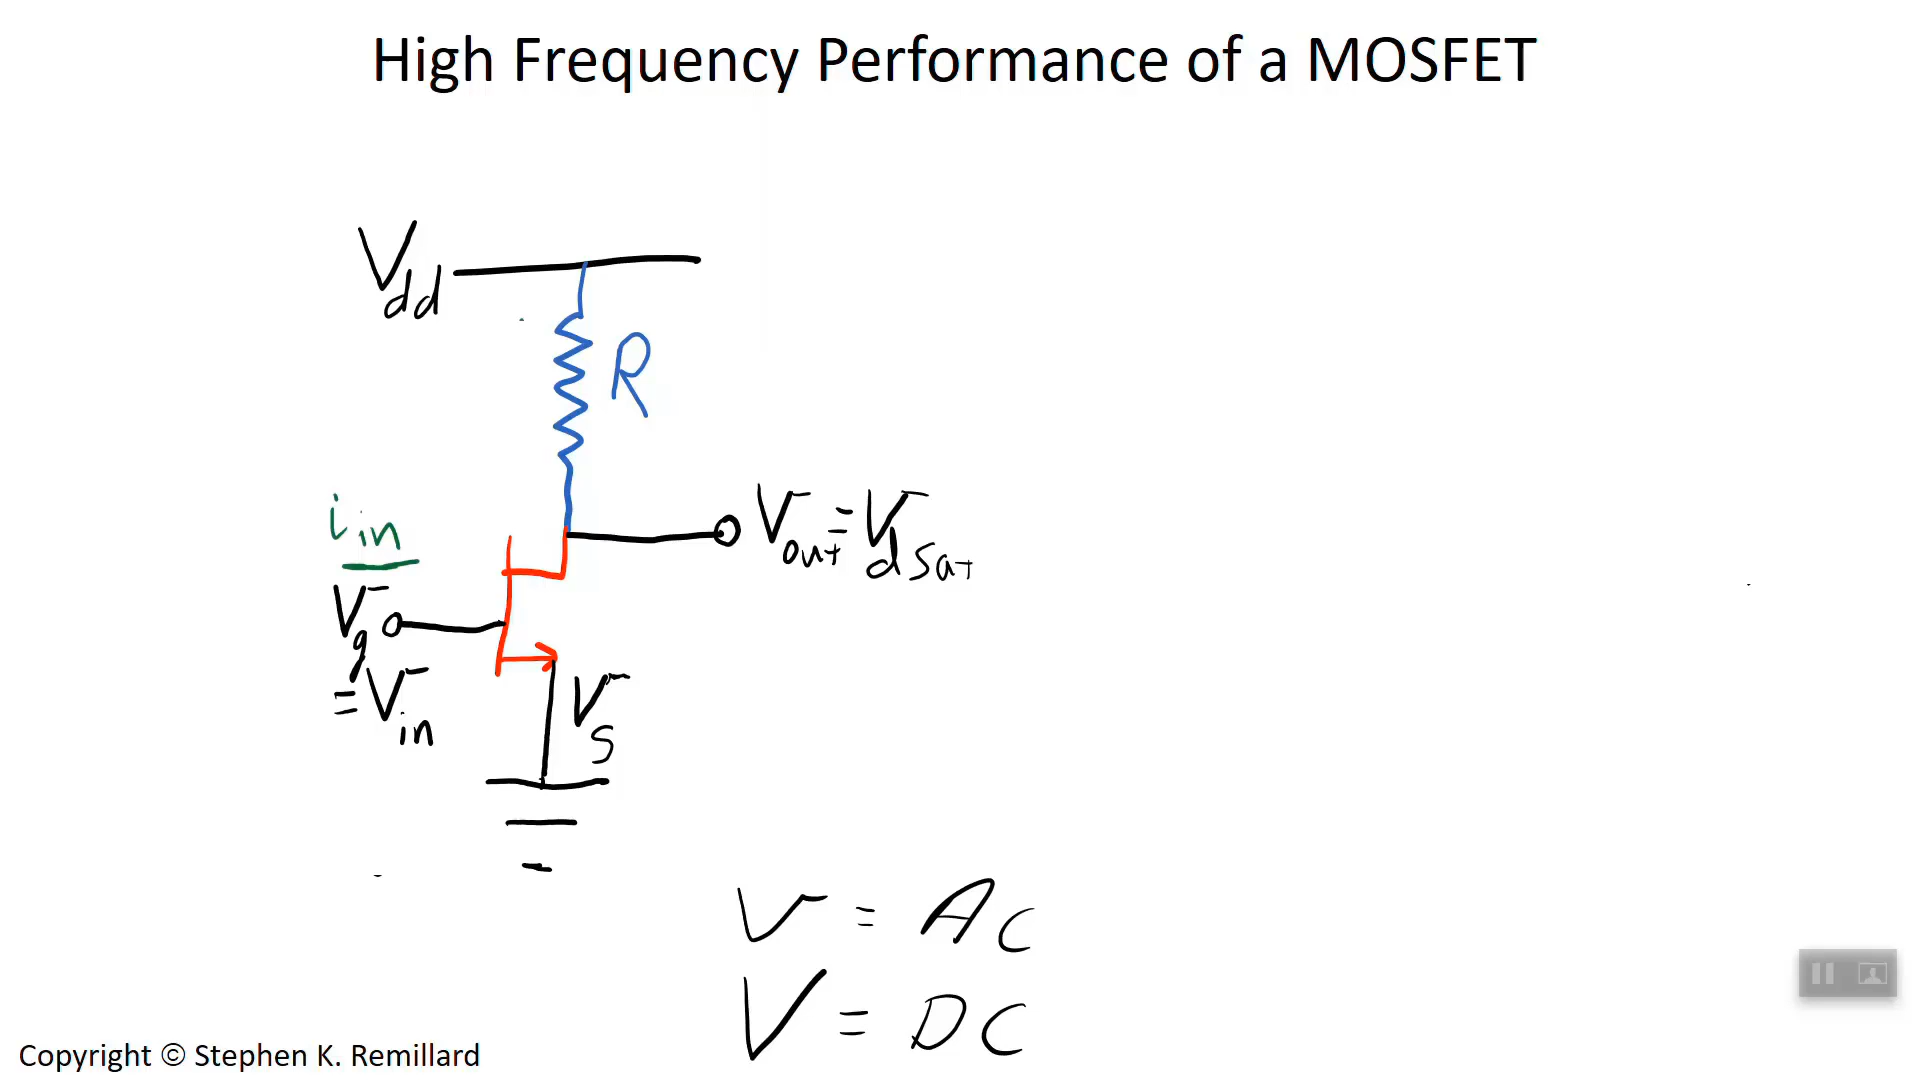 High Frequency Performance of a MOSFET
Vdd
R
iin
vout = vdsat
vg
= vin
vs
v = AC
V = DC
Copyright © Stephen K. Remillard